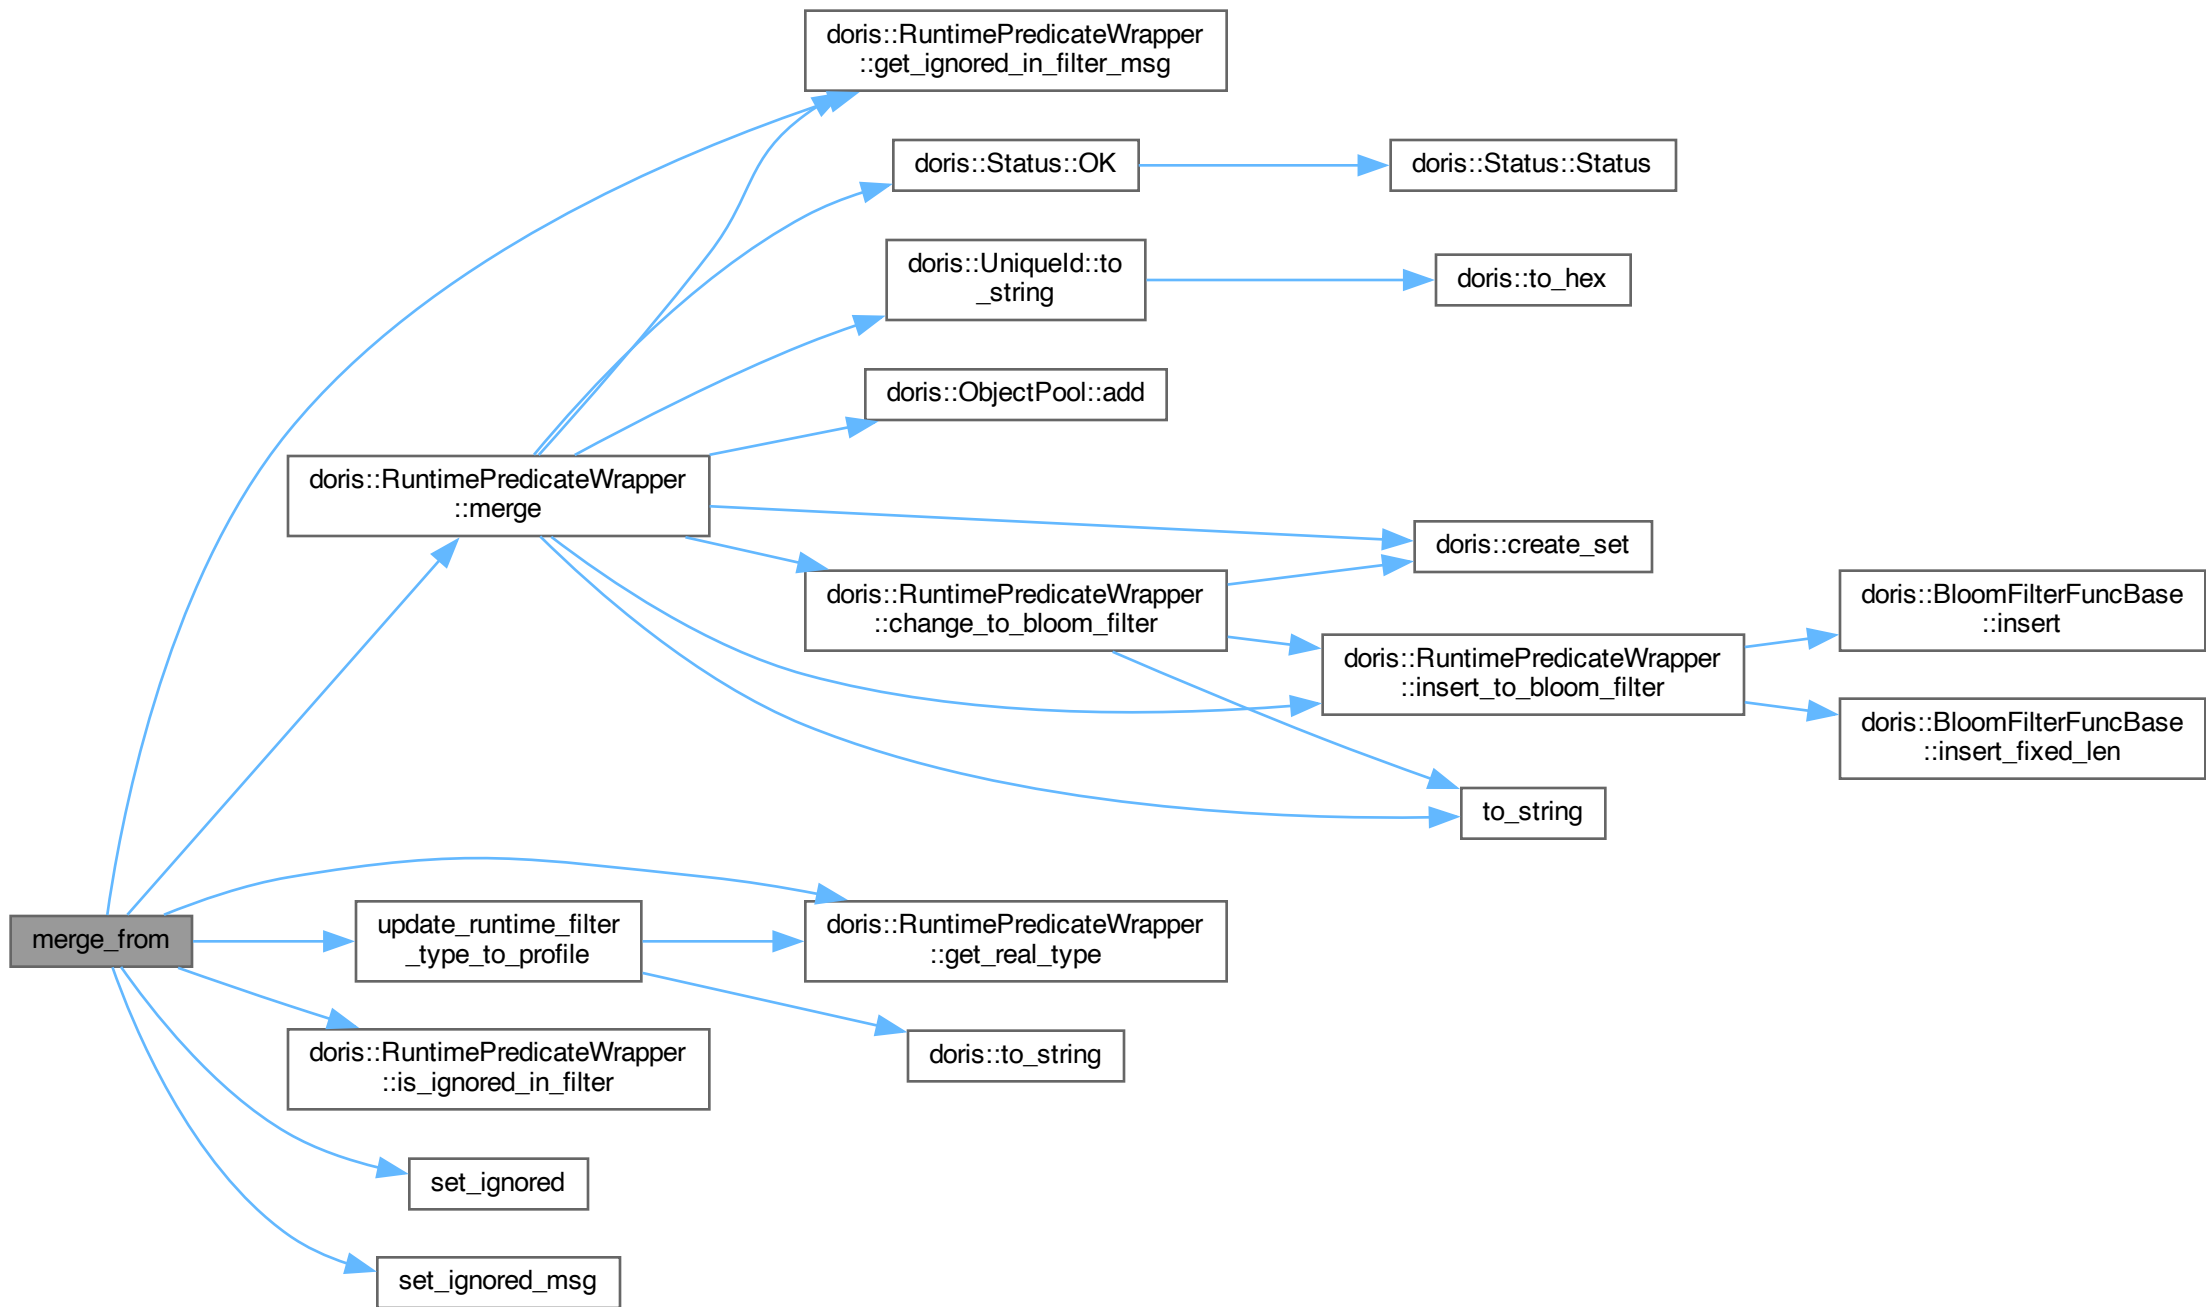 doris::RuntimePredicateWrapper
::get_ignored_in_filter_msg
doris::Status::OK
doris::Status::Status
doris::UniqueId::to
_string
doris::to_hex
doris::ObjectPool::add
doris::RuntimePredicateWrapper
::merge
doris::create_set
doris::RuntimePredicateWrapper
::change_to_bloom_filter
doris::BloomFilterFuncBase
::insert
doris::RuntimePredicateWrapper
::insert_to_bloom_filter
doris::BloomFilterFuncBase
::insert_fixed_len
to_string
merge_from
update_runtime_filter
_type_to_profile
doris::RuntimePredicateWrapper
::get_real_type
doris::RuntimePredicateWrapper
::is_ignored_in_filter
doris::to_string
set_ignored
set_ignored_msg